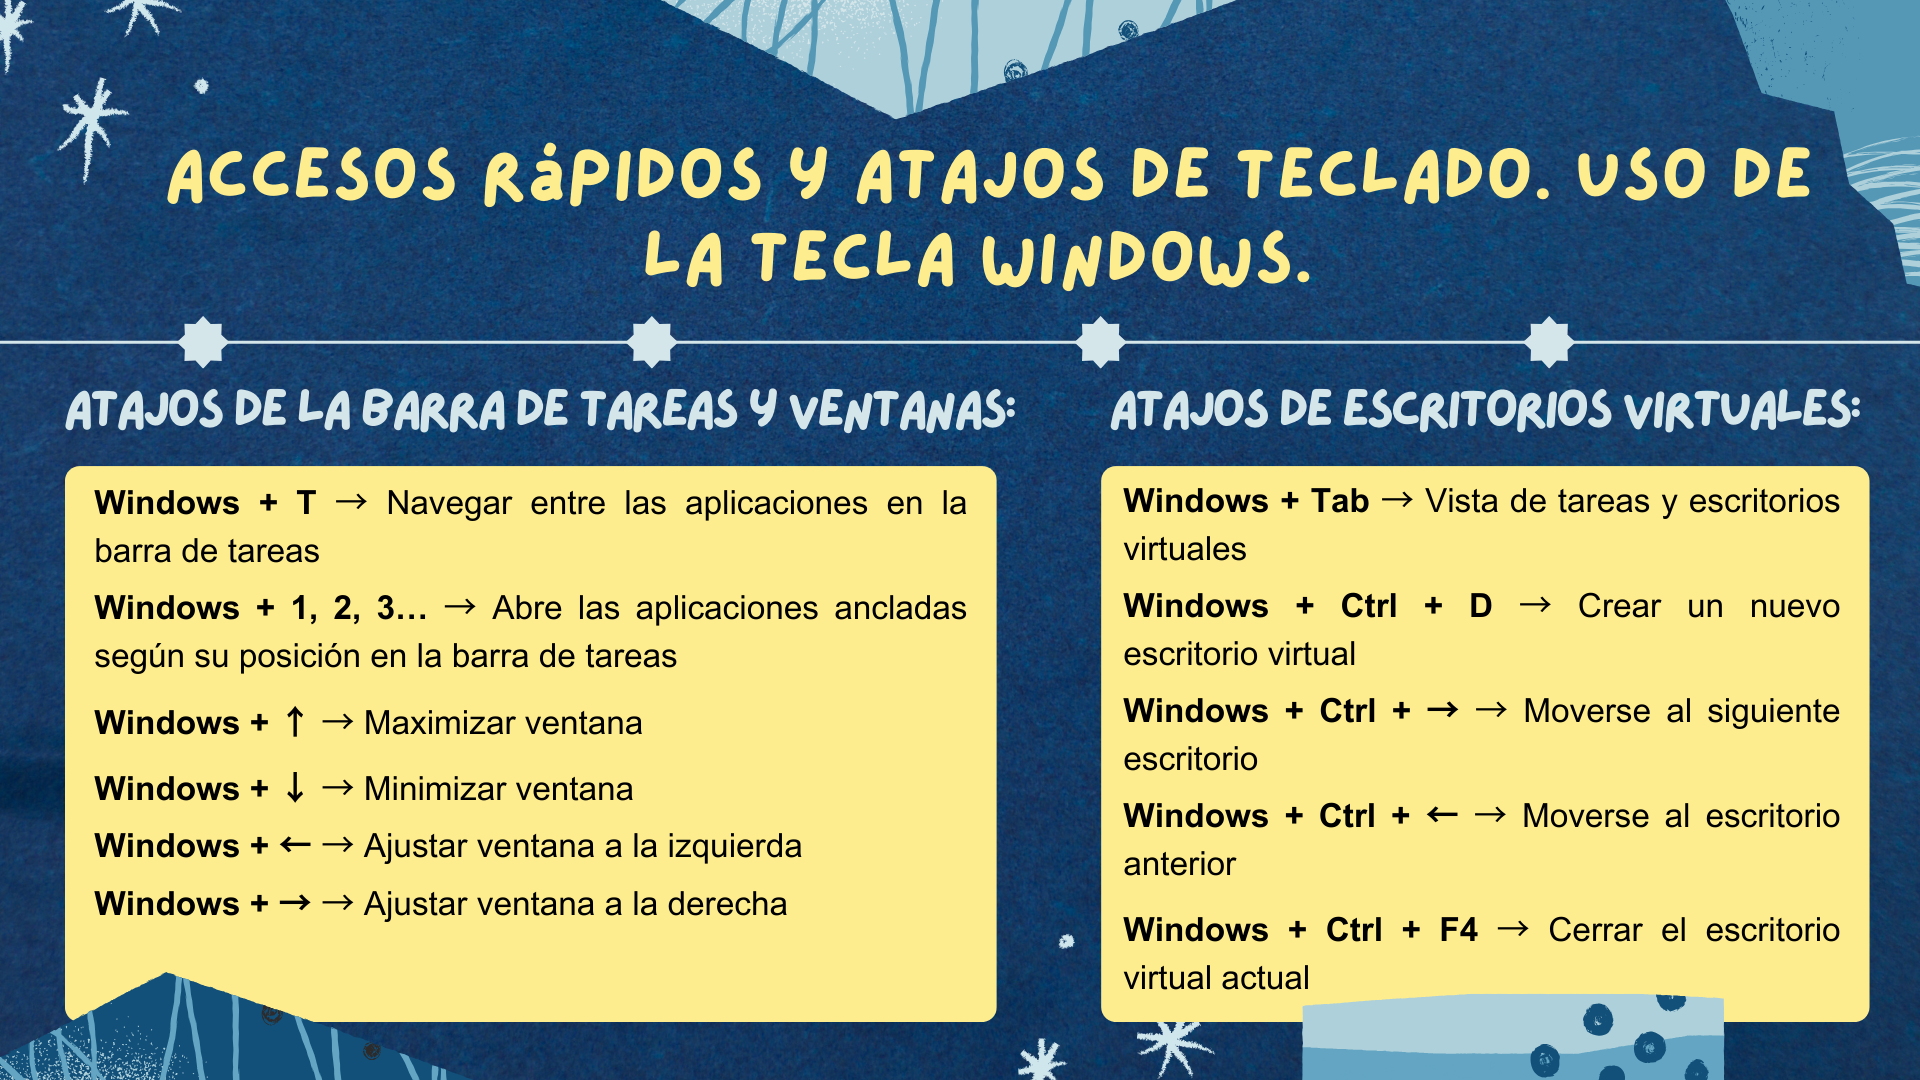 ACCESOS RáPIDOS Y ATAJOS DE TECLADO. USO DE
LA TECLA WINDOWS.
ATAJOS DE LA BARRA DE TAREAS Y VENTANAS:
Windows + T → Navegar entre las aplicaciones en la
barra de tareas
Windows + 1, 2, 3… → Abre las aplicaciones ancladas
según su posición en la barra de tareas
Windows + ↑ → Maximizar ventana
Windows + ↓ → Minimizar ventana
Windows + ← → Ajustar ventana a la izquierda
Windows + → → Ajustar ventana a la derecha
ATAJOS DE ESCRITORIOS VIRTUALES:
Windows + Tab → Vista de tareas y escritorios
virtuales
Windows + Ctrl + D → Crear un nuevo
escritorio virtual
Windows + Ctrl + → → Moverse al siguiente
escritorio
Windows + Ctrl + ← → Moverse al escritorio
anterior
Windows + Ctrl + F4 → Cerrar el escritorio
virtual actual